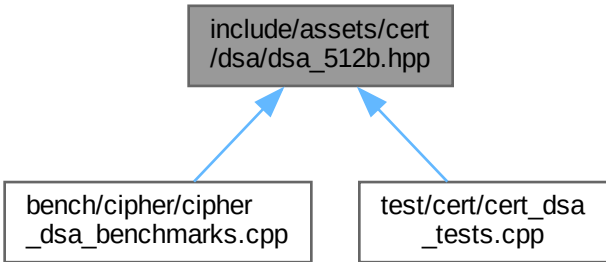 include/assets/cert
/dsa/dsa_512b.hpp
bench/cipher/cipher
_dsa_benchmarks.cpp
test/cert/cert_dsa
_tests.cpp